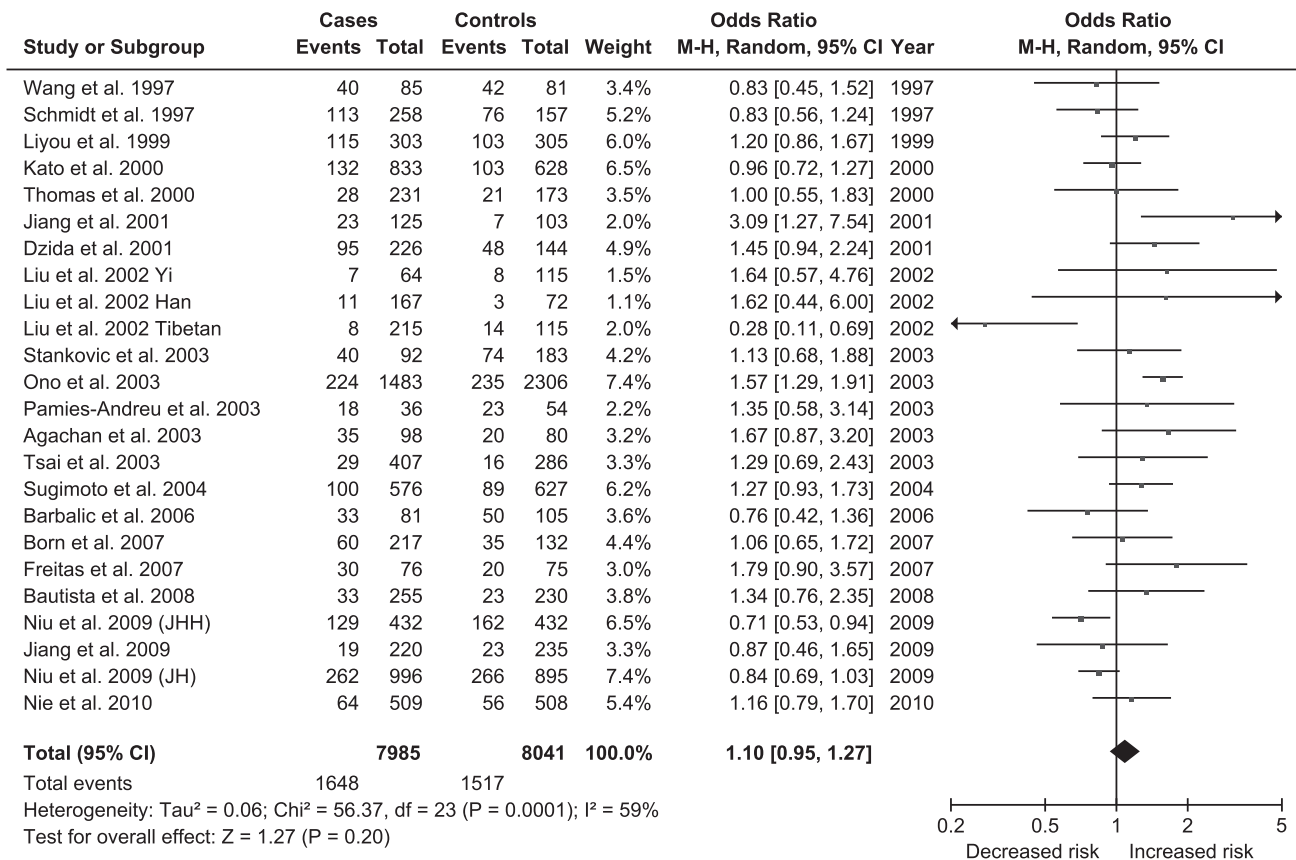 Cases Controls Odds Ratio Odds Ratio
Study or Subgroup Events Total Events Total Weight M-H, Random, 95% CI Year M-H, Random, 95% CI
Wang et al. 1997 40 85 42 81 3.4% 0.83 [0.45, 1.52] 1997
Schmidt et al. 1997 113 258 76 157 5.2% 0.83 [0.56, 1.24] 1997
Liyou et al. 1999 115 303 103 305 6.0% 1.20 [0.86, 1.67] 1999
Kato et al. 2000 132 833 103 628 6.5% 0.96 [0.72, 1.27] 2000
Thomas et al. 2000 28 231 21 173 3.5% 1.00 [0.55, 1.83] 2000
Jiang et al. 2001 23 125 7 103 2.0% 3.09 [1.27, 7.54] 2001
Dzida et al. 2001 95 226 48 144 4.9% 1.45 [0.94, 2.24] 2001
Liu et al. 2002 Yi 7 64 8 115 1.5% 1.64 [0.57, 4.76] 2002
Liu et al. 2002 Han 11 167 3 72 1.1% 1.62 [0.44, 6.00] 2002
Liu et al. 2002 Tibetan 8 215 14 115 2.0% 0.28 [0.11, 0.69] 2002
Stankovic et al. 2003 40 92 74 183 4.2% 1.13 [0.68, 1.88] 2003
Ono et al. 2003 224 1483 235 2306 7.4% 1.57 [1.29, 1.91] 2003
Pamies-Andreu et al. 2003 18 36 23 54 2.2% 1.35 [0.58, 3.14] 2003
Agachan et al. 2003 35 98 20 80 3.2% 1.67 [0.87, 3.20] 2003
Tsai et al. 2003 29 407 16 286 3.3% 1.29 [0.69, 2.43] 2003
Sugimoto et al. 2004 100 576 89 627 6.2% 1.27 [0.93, 1.73] 2004
Barbalic et al. 2006 33 81 50 105 3.6% 0.76 [0.42, 1.36] 2006
Born et al. 2007 60 217 35 132 4.4% 1.06 [0.65, 1.72] 2007
Freitas et al. 2007 30 76 20 75 3.0% 1.79 [0.90, 3.57] 2007
Bautista et al. 2008 33 255 23 230 3.8% 1.34 [0.76, 2.35] 2008
Niu et al. 2009 (JHH) 129 432 162 432 6.5% 0.71 [0.53, 0.94] 2009
Jiang et al. 2009 19 220 23 235 3.3% 0.87 [0.46, 1.65] 2009
Niu et al. 2009 (JH) 262 996 266 895 7.4% 0.84 [0.69, 1.03] 2009
Nie et al. 2010 64 509 56 508 5.4% 1.16 [0.79, 1.70] 2010
Total (95% CI) 7985 8041 100.0% 1.10 [0.95, 1.27]
Total events 1648 1517
Heterogeneity: Tau² = 0.06; Chi² = 56.37, df = 23 (P = 0.0001); I² = 59%
Test for overall effect: Z = 1.27 (P = 0.20)
0.2 0.5 1 2 5
Decreased risk Increased risk